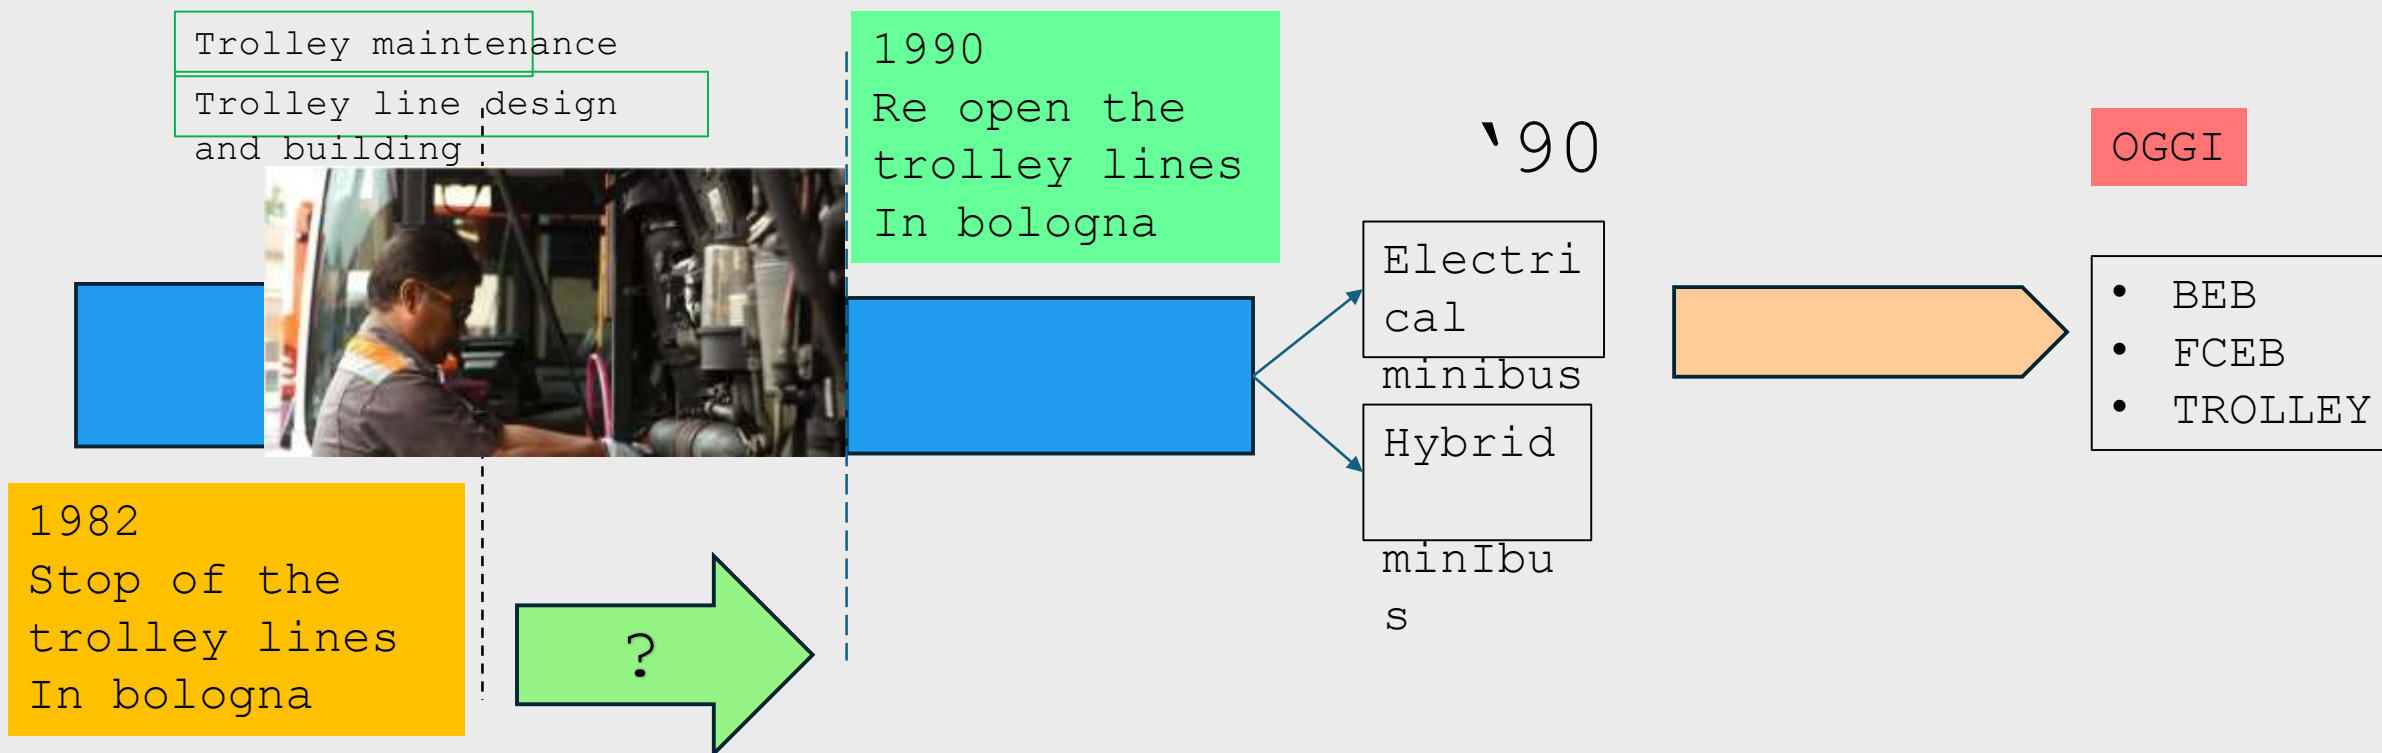 Trolley maintenance
Trolley line design
and building
1990
Re open the
trolley lines
In bologna
‵90
OGGI
Electri
cal
minibus
Hybrid
minIbu
s
• BEB
• FCEB
• TROLLEY
1982
Stop of the
trolley lines
In bologna
?